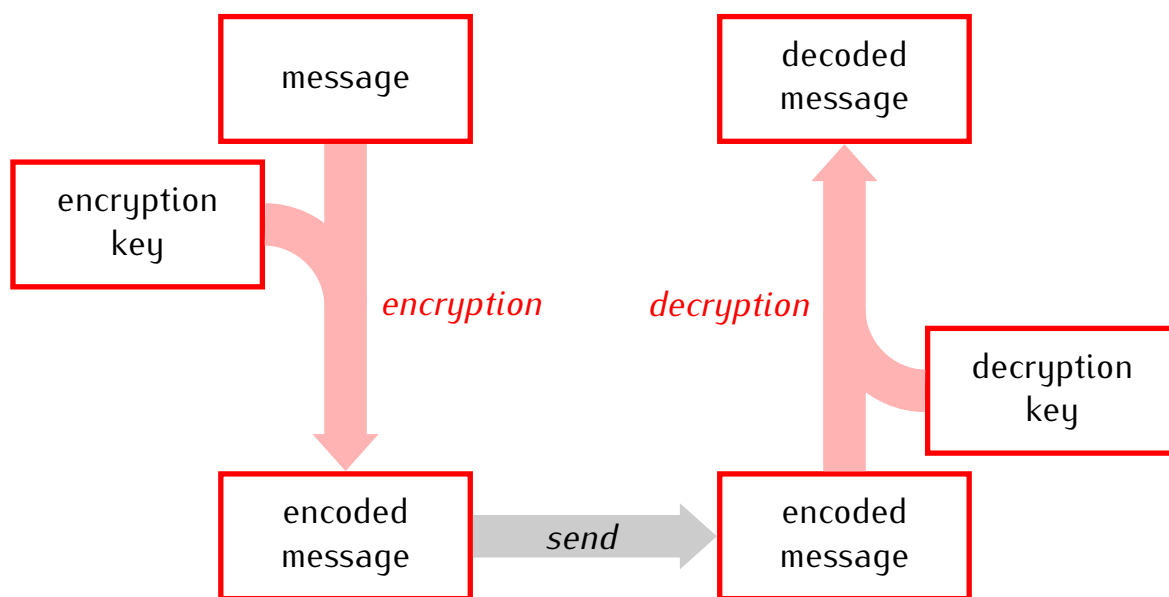 message
decoded
message
encryption
key
encryption
decryption
decryption
key
encoded
message
send
encoded
message